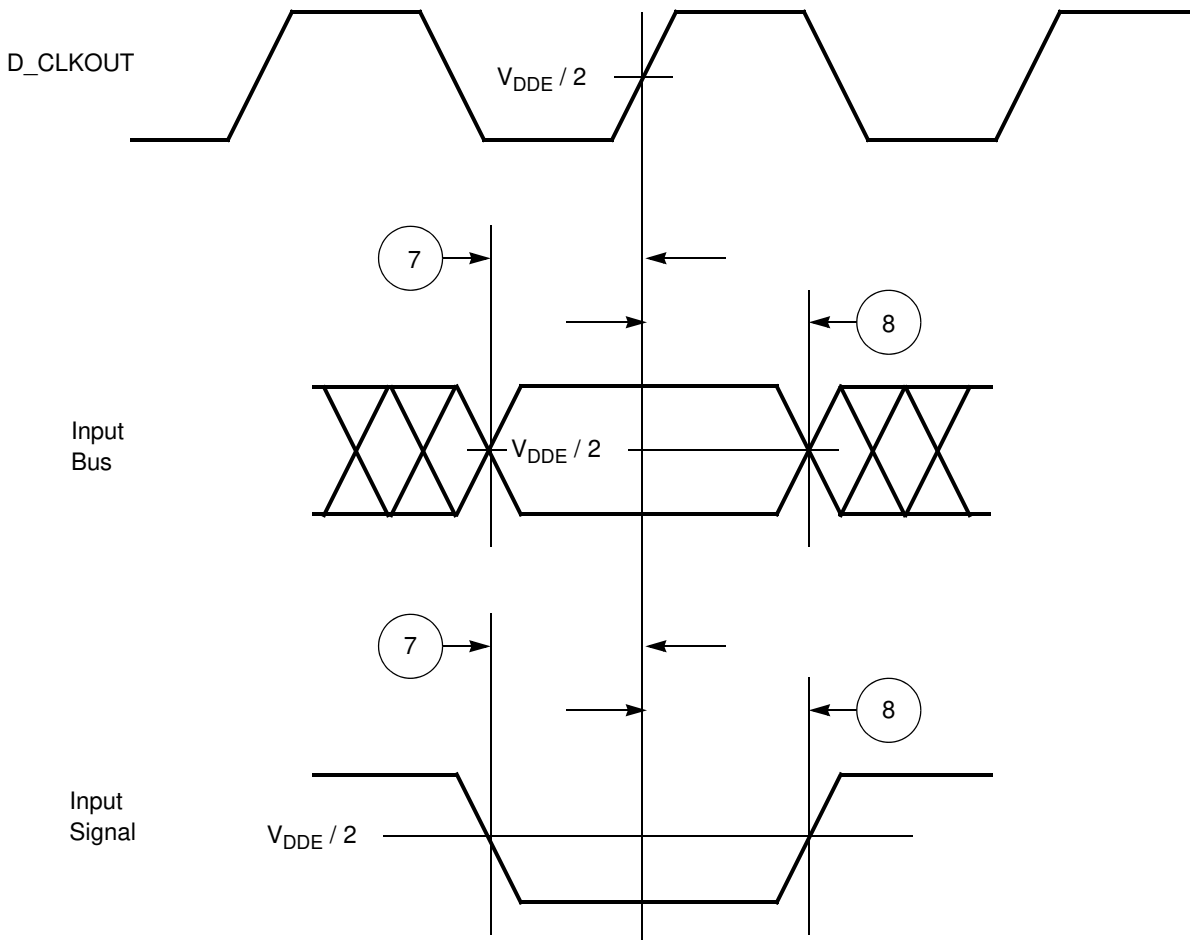 D_CLKOUT
VDDE / 2
7
8
Input
Bus
VDDE / 2
7
8
Input
Signal
VDDE / 2